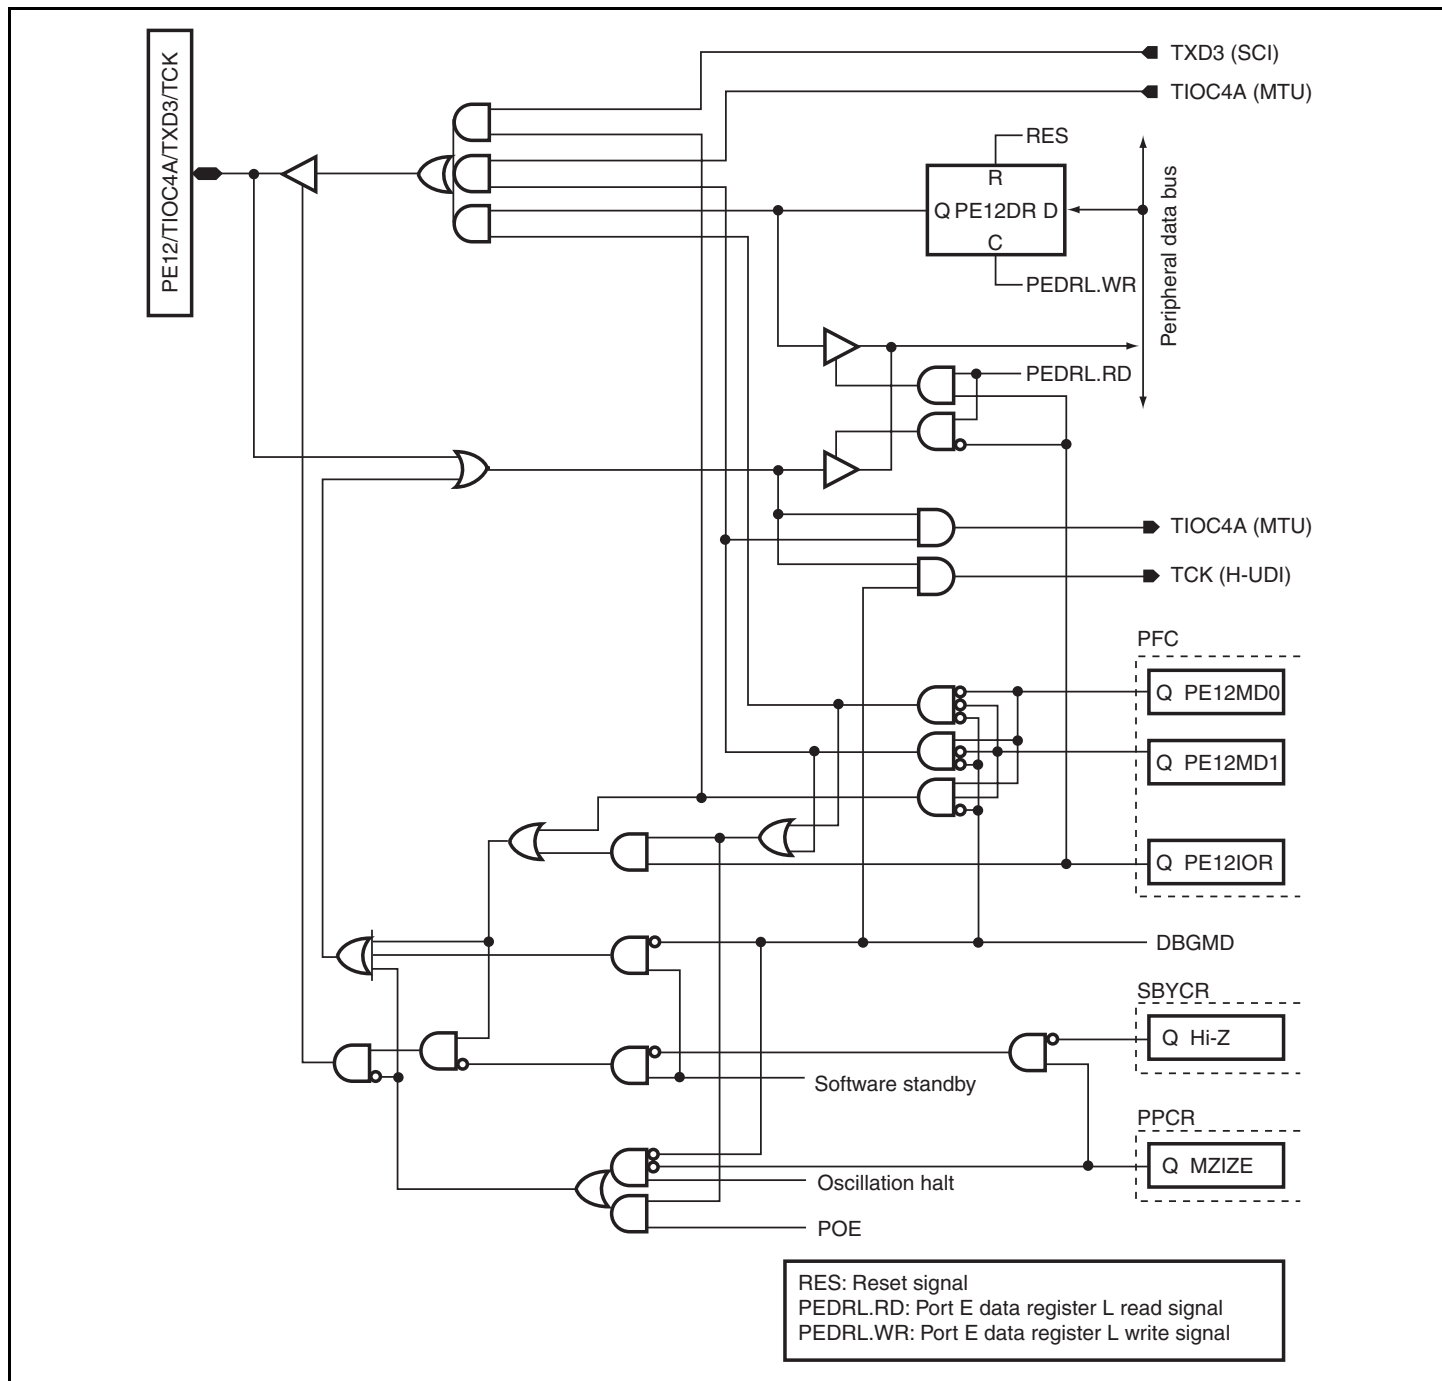 PE12/TIOC4A/TXD3/TCK
TXD3 (SCI)
TIOC4A (MTU)
RES
R
Q PE12DR D
C
PEDRL.WR
Peripheral data bus
PEDRL.RD
TIOC4A (MTU)
TCK (H-UDI)
PFC
Q PE12MD0
Q PE12MD1
Q PE12IOR
DBGMD
SBYCR
Q Hi-Z
Software standby
PPCR
Q MZIZE
Oscillation halt
POE
RES: Reset signal
PEDRL.RD: Port E data register L read signal
PEDRL.WR: Port E data register L write signal